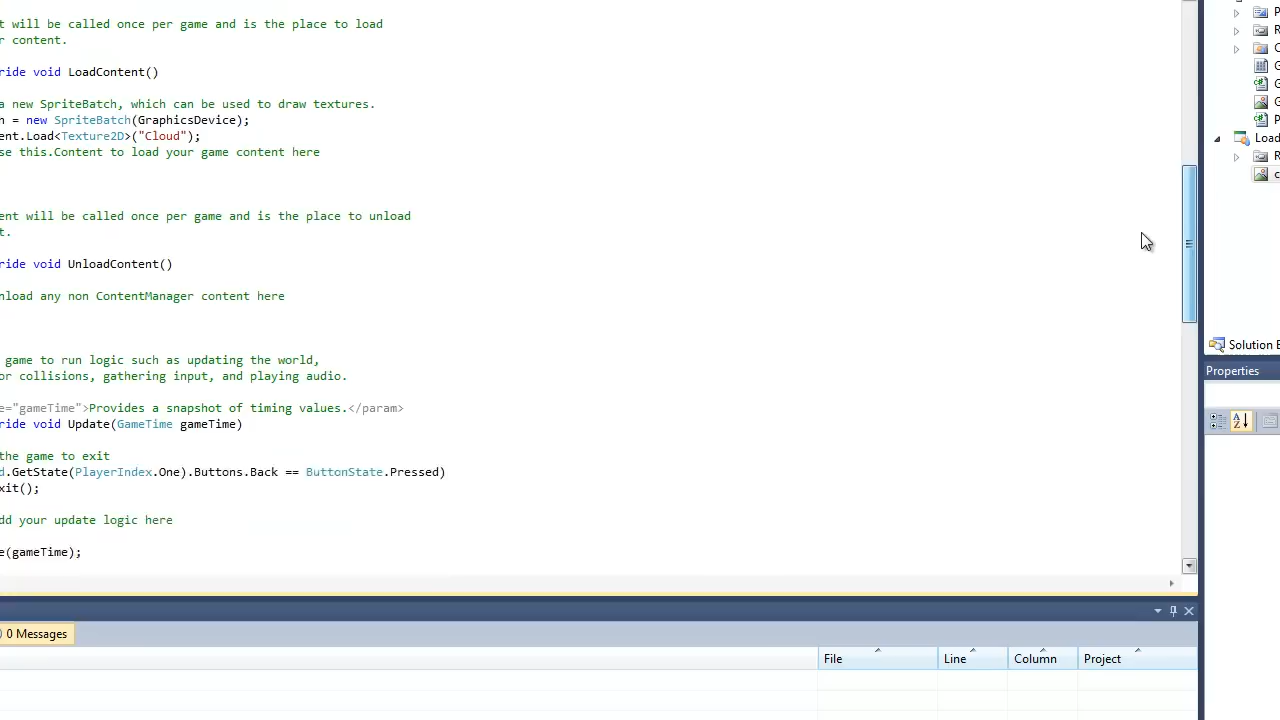 t will be called once per game and is the place to load
r content.
ride void LoadContent()
a new SpriteBatch, which can be used to draw textures.
n = new SpriteBatch(GraphicsDevice);
ent.Load<Texture2D>("Cloud");
se this.Content to load your game content here
ent will be called once per game and is the place to unload
t.
ride void UnloadContent()
nload any non ContentManager content here
game to run logic such as updating the world,
or collisions, gathering input, and playing audio.
e="gameTime">Provides a snapshot of timing values.</param>
ride void Update(GameTime gameTime)
the game to exit
d.GetState(PlayerIndex.One).Buttons.Back == ButtonState.Pressed)
xit();
dd your update logic here
e(gameTime);
0 Messages
File Line Column Project
P
R
C
G
G
G
P
Load
R
c
Solution E
Properties